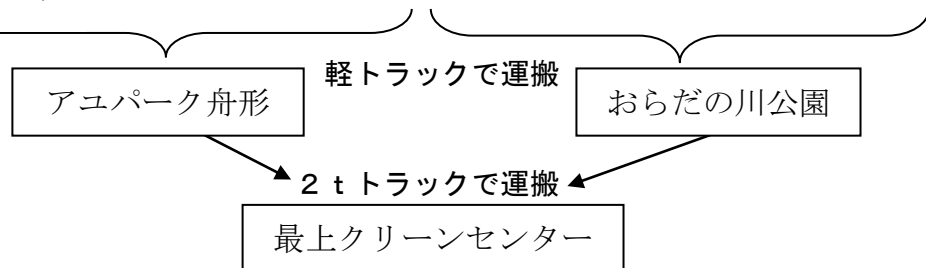 軽トラックで運搬
アユパーク舟形
おらだの川公園
２ｔトラックで運搬
最上クリーンセンター